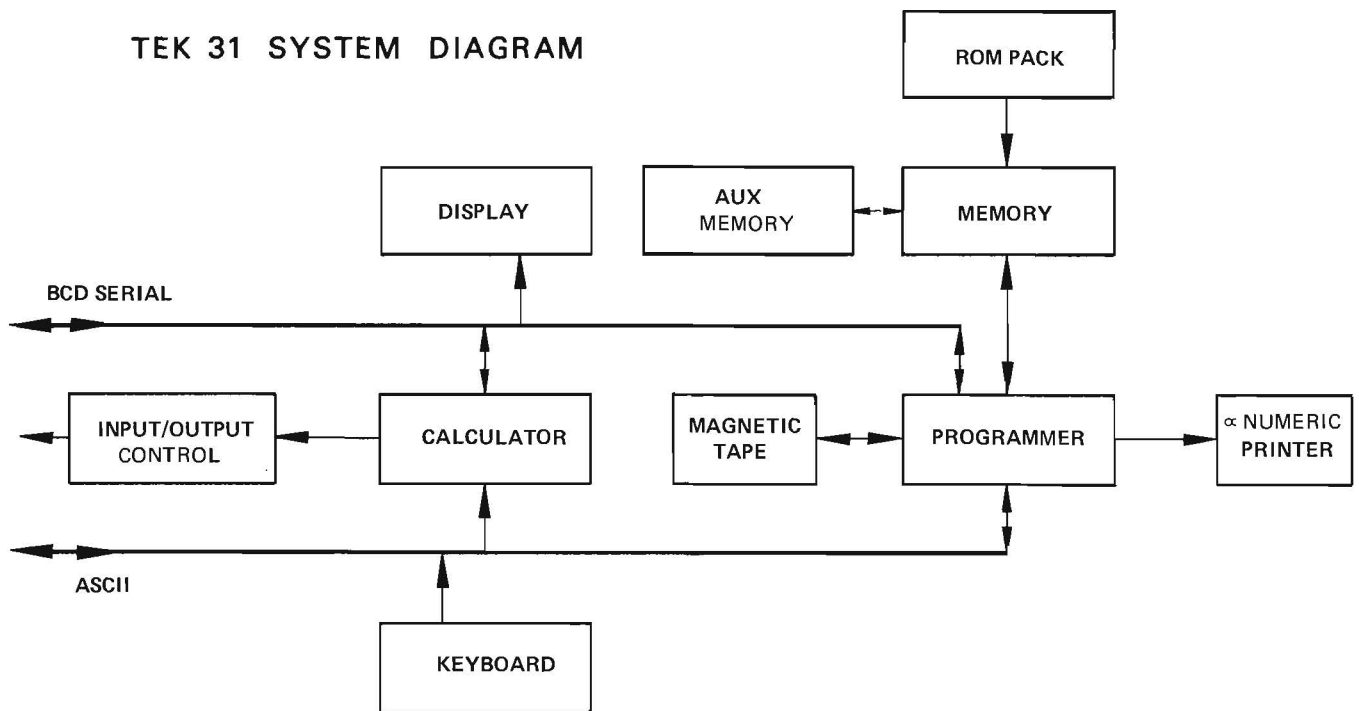 TEK 31 SYSTEM DIAGRAM
ROM PACK
DISPLAY
AUX
MEMORY
MEMORY
BCD SERIAL
INPUT/OUTPUT
CONTROL
CALCULATOR
MAGNETIC
TAPE
PROGRAMMER
∝ NUMERIC
PRINTER
ASCII
KEYBOARD